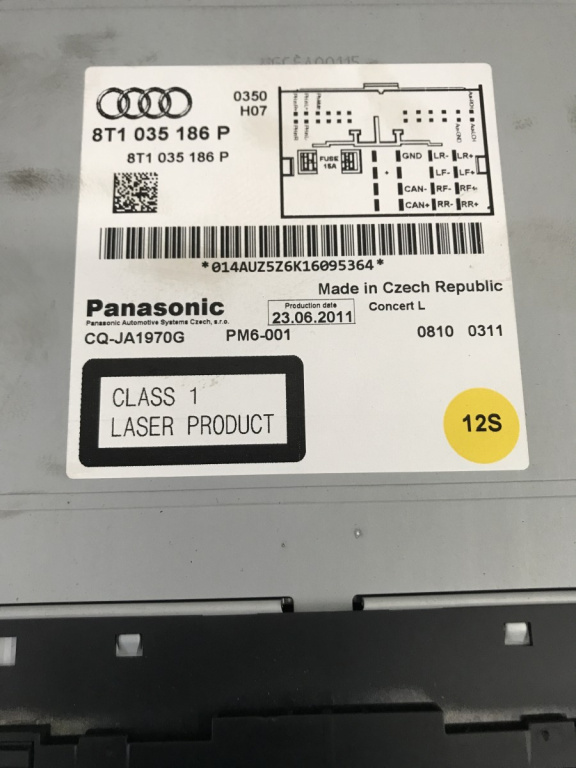 0350
H07
8T1 035 186 P
8T1 035 186 P
FUSE
15A
GND LR- LR+
LF- LF+
CAN- RF- RF+
CAN+ RR- RR+
*014AUZ5Z6K16095364*
Made in Czech Republic
Panasonic
Panasonic Automotive Systems Czech, s.r.o.
Production date
23.06.2011
Concert L
CQ-JA1970G PM6-001 0810 0311
CLASS 1
LASER PRODUCT
12S